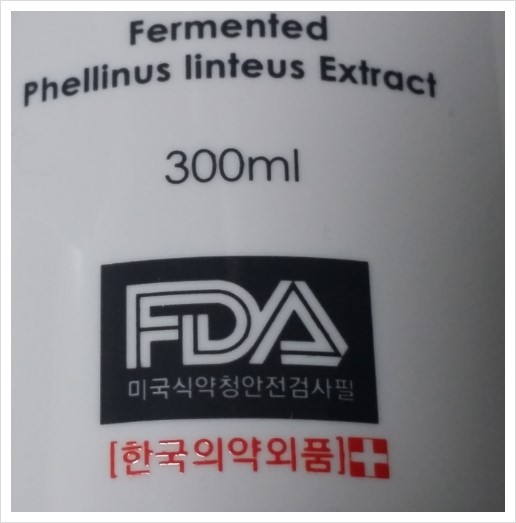 Fermented
Phellinus linteus Extract
300ml
FDA
미국식약청안전검사필
[한국의약외품]